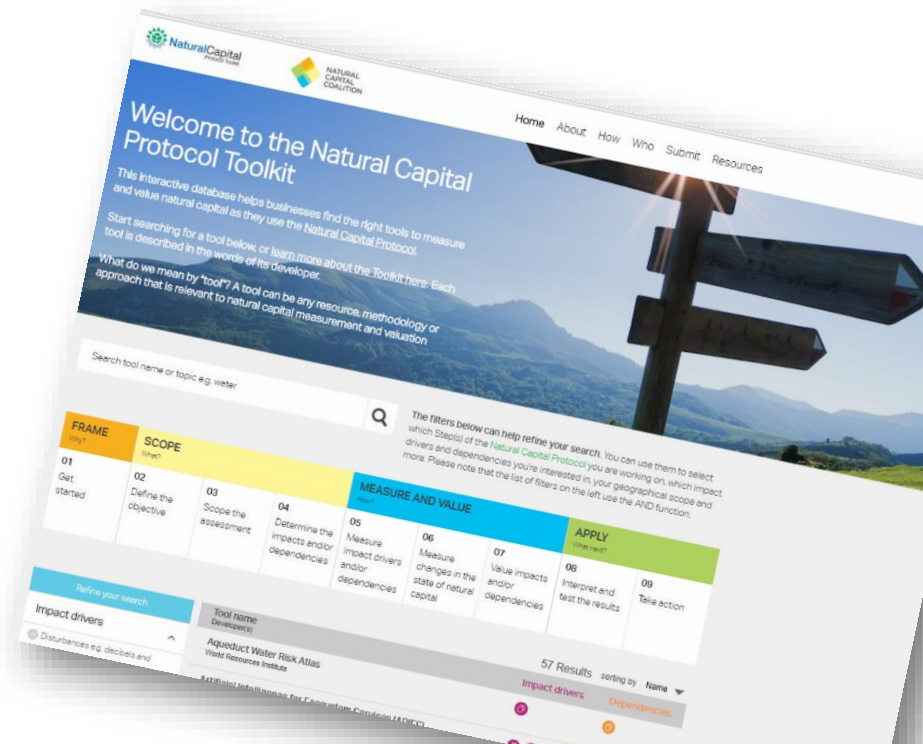 NaturalCapital
Protocol Toolkit
NATURAL
CAPITAL
COALITION
Home About How Who Submit Resources
Welcome to the Natural Capital
Protocol Toolkit
This interactive database helps businesses find the right tools to measure
and value natural capital as they use the Natural Capital Protocol.
Start searching for a tool below, or learn more about the Toolkit here. Each
tool is described in the words of its developer.
What do we mean by "tool"? A tool can be any resource, methodology or
approach that is relevant to natural capital measurement and valuation
Search tool name or topic e.g. water
The filters below can help refine your search. You can use them to select
which Step(s) of the Natural Capital Protocol you are working on, which impact
drivers and dependencies you're interested in, your geographical scope and
more. Please note that the list of filters on the left use the AND function.
FRAME
Why?
01
Get
started
SCOPE
What?
02
Define the
objective
03
Scope the
assessment
04
Determine the
impacts and/or
dependencies
MEASURE AND VALUE
How?
05
Measure
impact drivers
and/or
dependencies
06
Measure
changes in the
state of natural
capital
07
Value impacts
and/or
dependencies
APPLY
What next?
08
Interpret and
test the results
09
Take action
Refine your search
Impact drivers
Disturbances e.g. decibels and
57 Results sorting by Name
Tool name
Developer(s)
Impact drivers Dependencies
Aqueduct Water Risk Atlas
World Resources Institute
Artificial Intelligence for Ecosystem Services (ARIES)